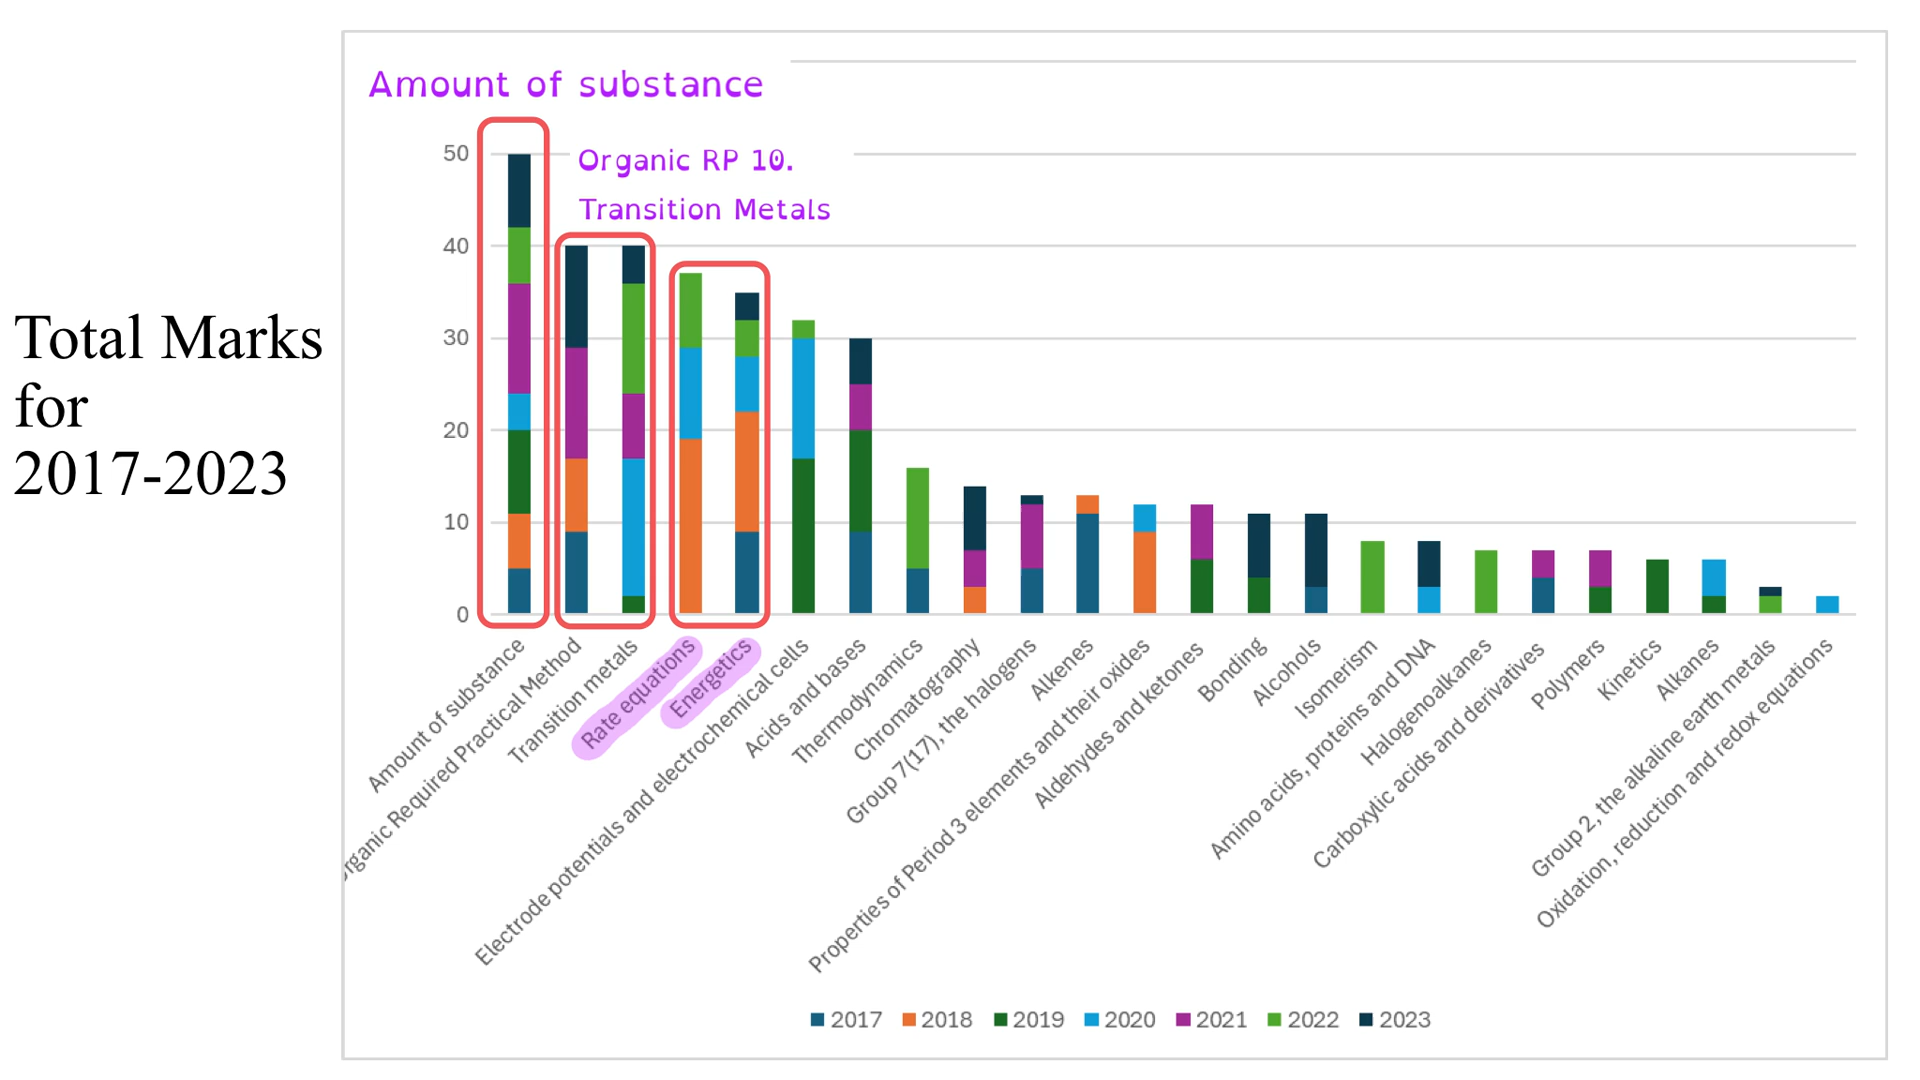 Total Marks
for
2017-2023
Amount of substance
Organic RP 10.
Transition Metals
50
40
30
20
10
0
Amount of substance
Required Practical Method
Transition metals
Rate equations
Energetics
Electrode potentials and electrochemical cells
Acids and bases
Thermodynamics
Chromatography
Group 7(17), the halogens
Alkenes
Properties of Period 3 elements and their oxides
Aldehydes and ketones
Bonding
Alcohols
Isomerism
Amino acids, proteins and DNA
Halogenoalkanes
Carboxylic acids and derivatives
Polymers
Kinetics
Alkanes
Group 2, the alkaline earth metals
Oxidation, reduction and redox equations
2017 2018 2019 2020 2021 2022 2023